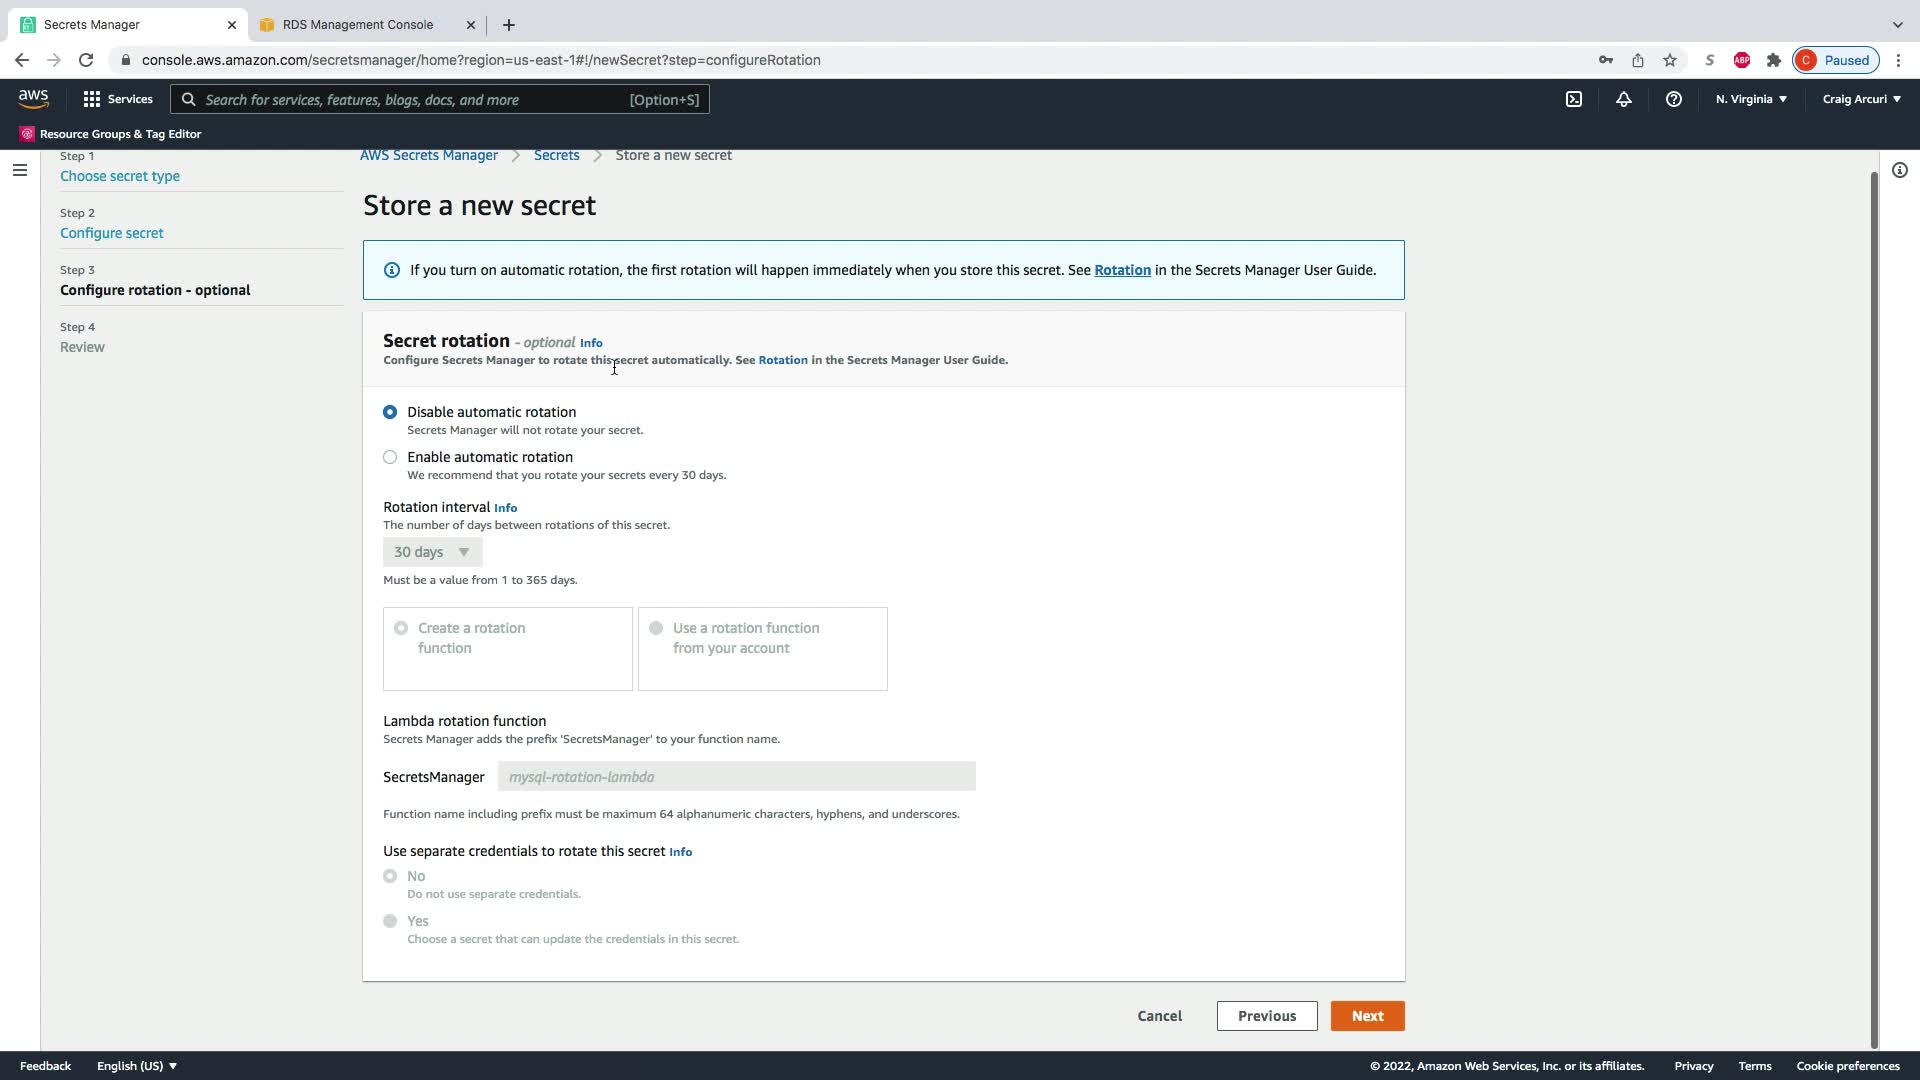 Secrets Manager
RDS Management Console
console.aws.amazon.com/secretsmanager/home?region=us-east-1#!/newSecret?step=configureRotation
S
ABP
C
Paused
aws
Services
Search for services, features, blogs, docs, and more
[Option+S]
N. Virginia
Craig Arcuri
Resource Groups & Tag Editor
Step 1
Choose secret type
Step 2
Configure secret
Step 3
Configure rotation - optional
Step 4
Review
AWS Secrets Manager
Secrets
Store a new secret
Store a new secret
If you turn on automatic rotation, the first rotation will happen immediately when you store this secret. See Rotation in the Secrets Manager User Guide.
Secret rotation - optional Info
Configure Secrets Manager to rotate this secret automatically. See Rotation in the Secrets Manager User Guide.
Disable automatic rotation
Secrets Manager will not rotate your secret.
Enable automatic rotation
We recommend that you rotate your secrets every 30 days.
Rotation interval Info
The number of days between rotations of this secret.
30 days
Must be a value from 1 to 365 days.
Create a rotation
function
Use a rotation function
from your account
Lambda rotation function
Secrets Manager adds the prefix 'SecretsManager' to your function name.
SecretsManager
mysql-rotation-lambda
Function name including prefix must be maximum 64 alphanumeric characters, hyphens, and underscores.
Use separate credentials to rotate this secret Info
No
Do not use separate credentials.
Yes
Choose a secret that can update the credentials in this secret.
Cancel
Previous
Next
Feedback
English (US)
© 2022, Amazon Web Services, Inc. or its affiliates.
Privacy
Terms
Cookie preferences